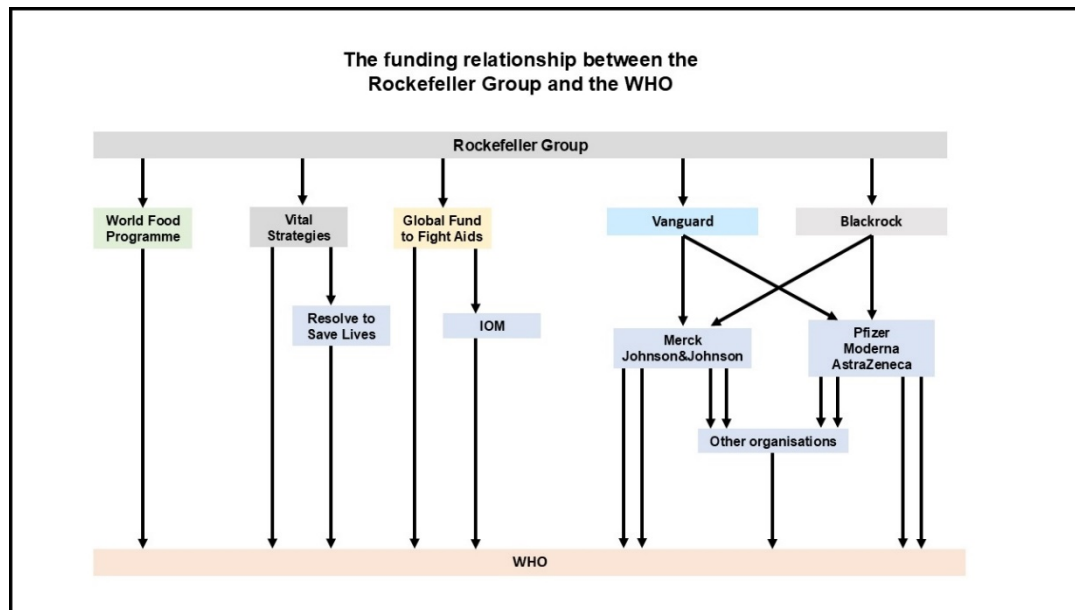 The funding relationship between the
Rockefeller Group and the WHO
Rockefeller Group
World Food
Programme
Vital
Strategies
Global Fund
to Fight Aids
Vanguard
Blackrock
Resolve to
Save Lives
IOM
Merck
Johnson&Johnson
Pfizer
Moderna
AstraZeneca
Other organisations
WHO